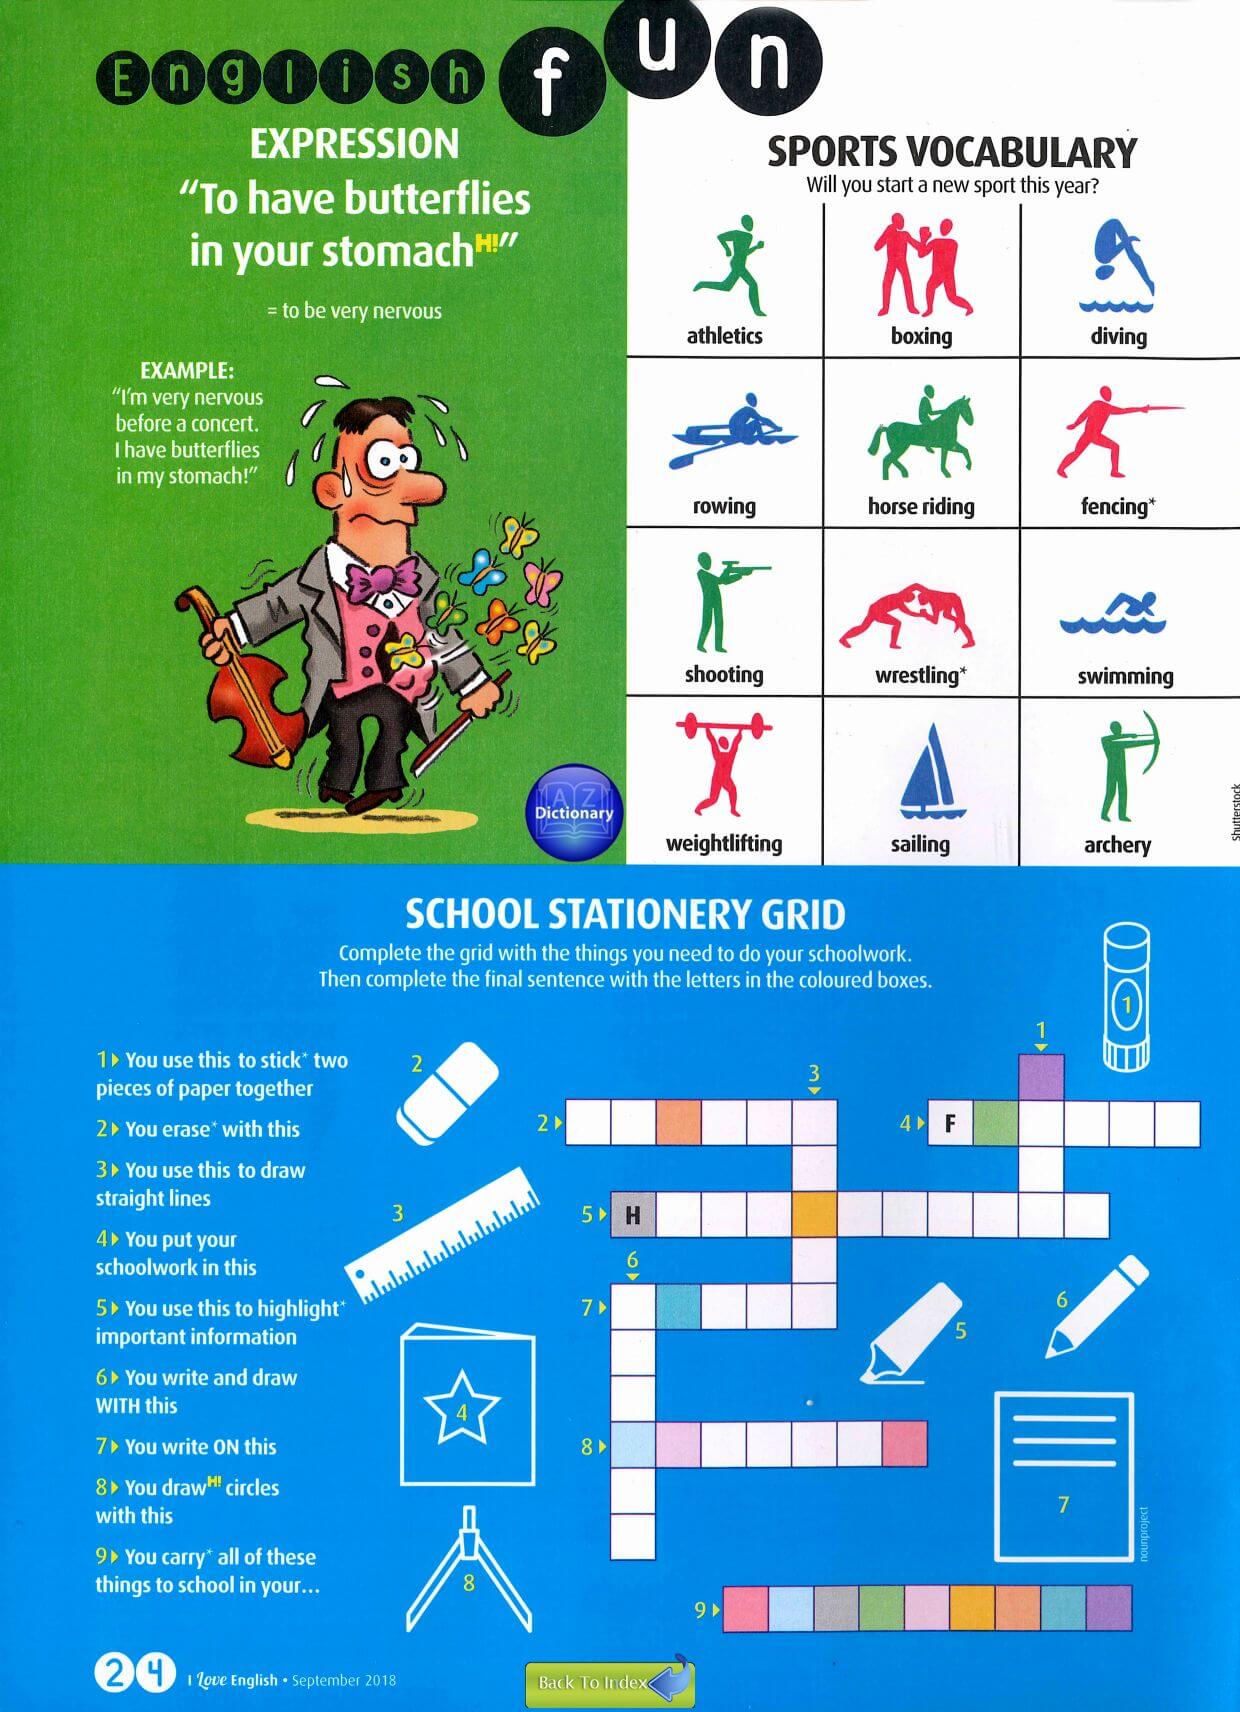 English fun
EXPRESSION
“To have butterflies
in your stomachH!”
= to be very nervous
EXAMPLE:
“I’m very nervous
before a concert.
I have butterflies
in my stomach!”
A Z
Dictionary
SPORTS VOCABULARY
Will you start a new sport this year?
athletics
boxing
diving
rowing
horse riding
fencing*
shooting
wrestling*
swimming
weightlifting
sailing
archery
Shutterstock
SCHOOL STATIONERY GRID
Complete the grid with the things you need to do your schoolwork.
Then complete the final sentence with the letters in the coloured boxes.
1▸ You use this to stick* two
pieces of paper together
2▸ You erase* with this
3▸ You use this to draw
straight lines
4▸ You put your
schoolwork in this
5▸ You use this to highlight*
important information
6▸ You write and draw
WITH this
7▸ You write ON this
8▸ You drawH! circles
with this
9▸ You carry* all of these
things to school in your...
1
2
3
4
5
6
7
8
1
3
2▸
4▸ F
5▸ H
6
7▸
8▸
9▸
nounproject
24 I Love English • September 2018
Back To Index